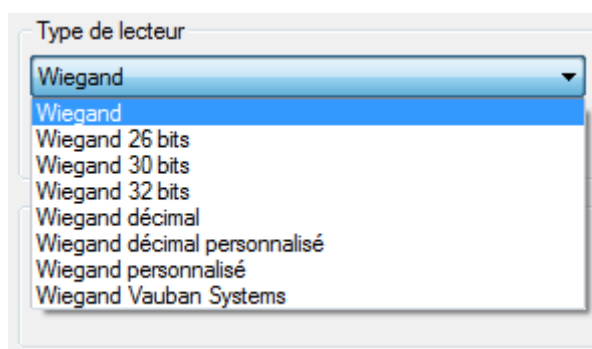 Type de lecteur
Wiegand
Wiegand
Wiegand 26 bits
Wiegand 30 bits
Wiegand 32 bits
Wiegand décimal
Wiegand décimal personnalisé
Wiegand personnalisé
Wiegand Vauban Systems